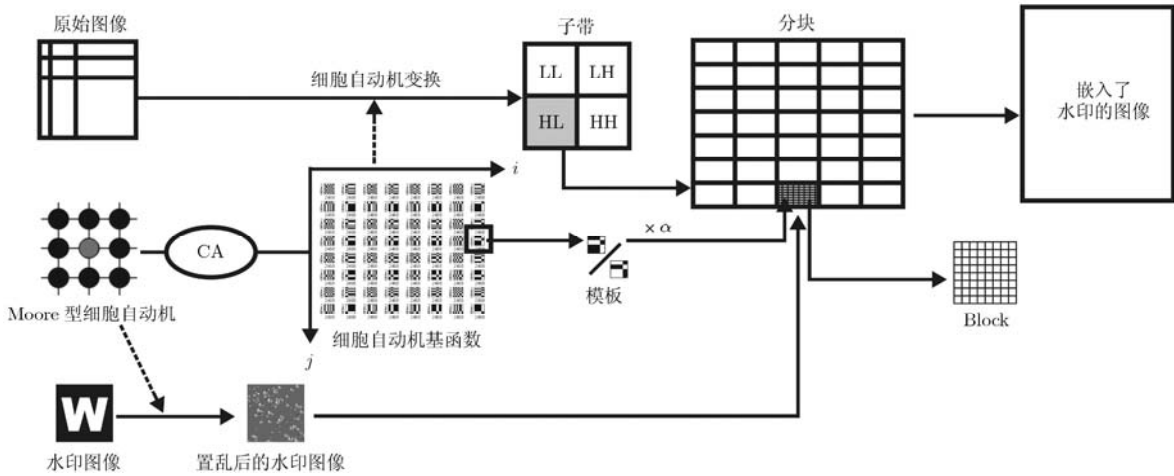 原始图像
子带
分块
细胞自动机变换
LL
LH
HL
HH
嵌入了
水印的图像
i
× α
CA
模板
Moore 型细胞自动机
细胞自动机基函数
Block
j
W
水印图像
置乱后的水印图像